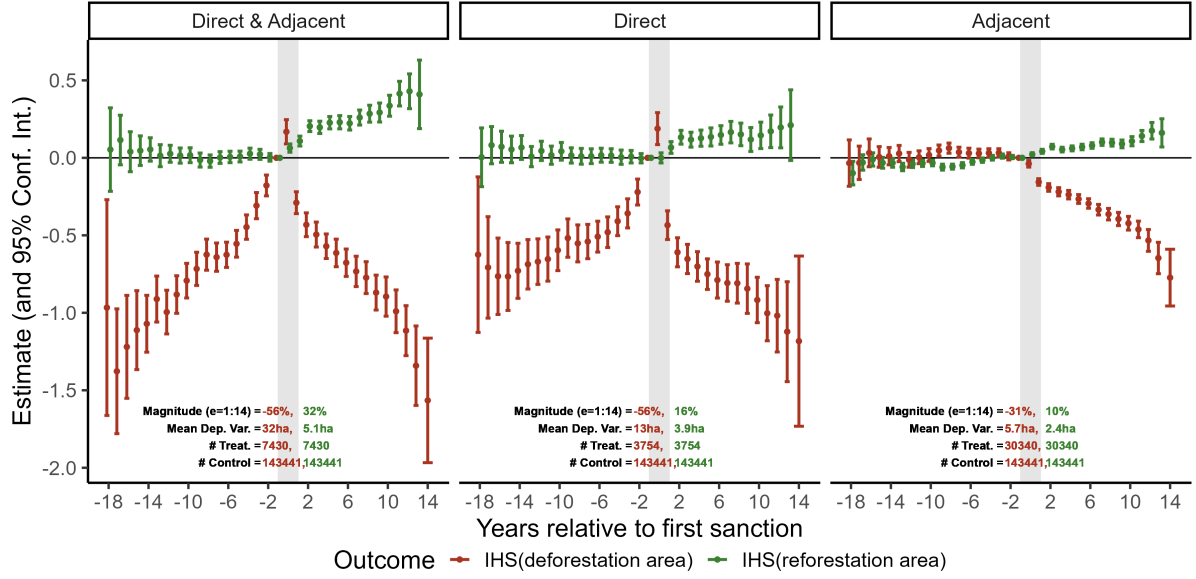 Direct & Adjacent
Direct
Adjacent
Estimate (and 95% Conf. Int.)
0.5
0.0
-0.5
-1.0
-1.5
-2.0
Magnitude (e=1:14) = -56%, 32%
Mean Dep. Var. = 32ha, 5.1ha
# Treat. = 7430, 7430
# Control = 143441, 143441
Magnitude (e=1:14) = -56%, 16%
Mean Dep. Var. = 13ha, 3.9ha
# Treat. = 3754, 3754
# Control = 143441, 143441
Magnitude (e=1:14) = -31%, 10%
Mean Dep. Var. = 5.7ha, 2.4ha
# Treat. = 30340, 30340
# Control = 143441, 143441
-18 -14 -10 -6 -2 2 6 10 14
-18 -14 -10 -6 -2 2 6 10 14
-18 -14 -10 -6 -2 2 6 10 14
Years relative to first sanction
Outcome IHS(deforestation area) IHS(reforestation area)